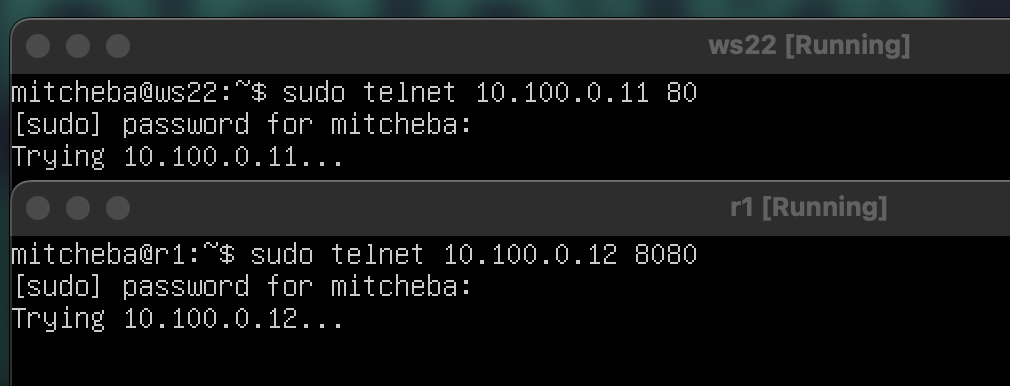 ws22 [Running]
mitcheba@ws22:~$ sudo telnet 10.100.0.11 80
[sudo] password for mitcheba:
Trying 10.100.0.11...
r1 [Running]
mitcheba@r1:~$ sudo telnet 10.100.0.12 8080
[sudo] password for mitcheba:
Trying 10.100.0.12...